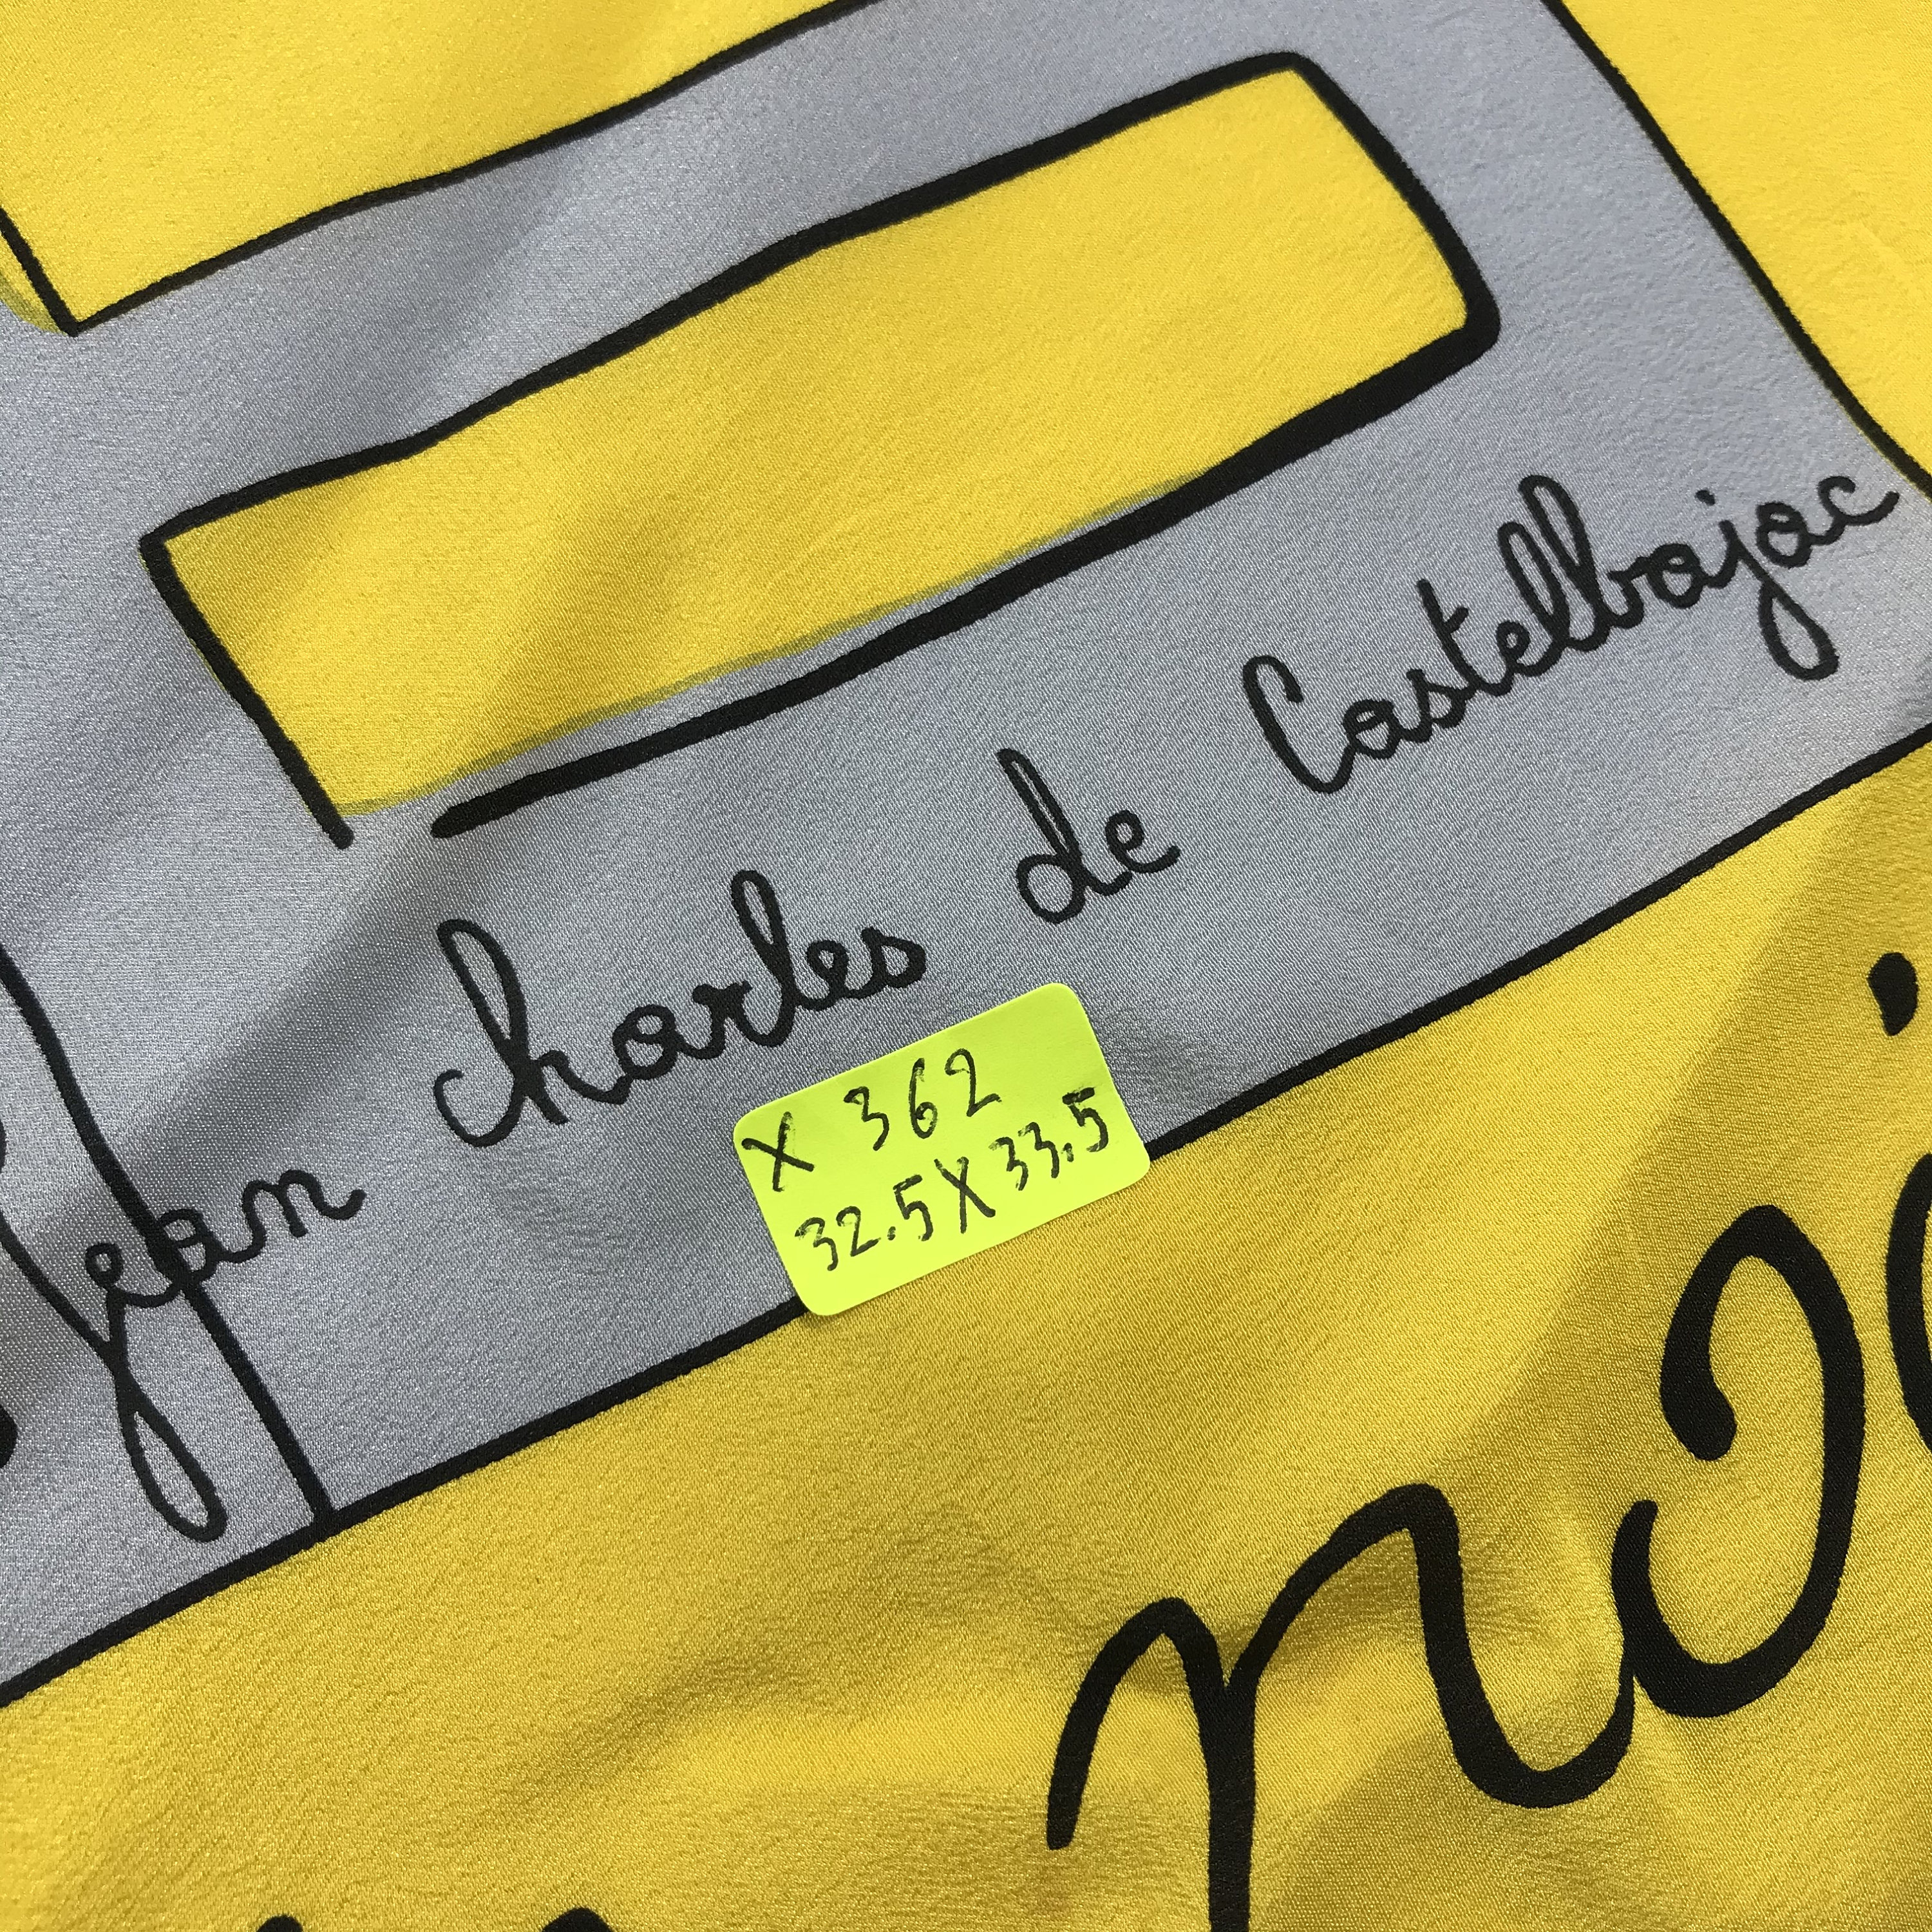 Jean Charles de Castelbajac
X 362
32.5 X 33.5